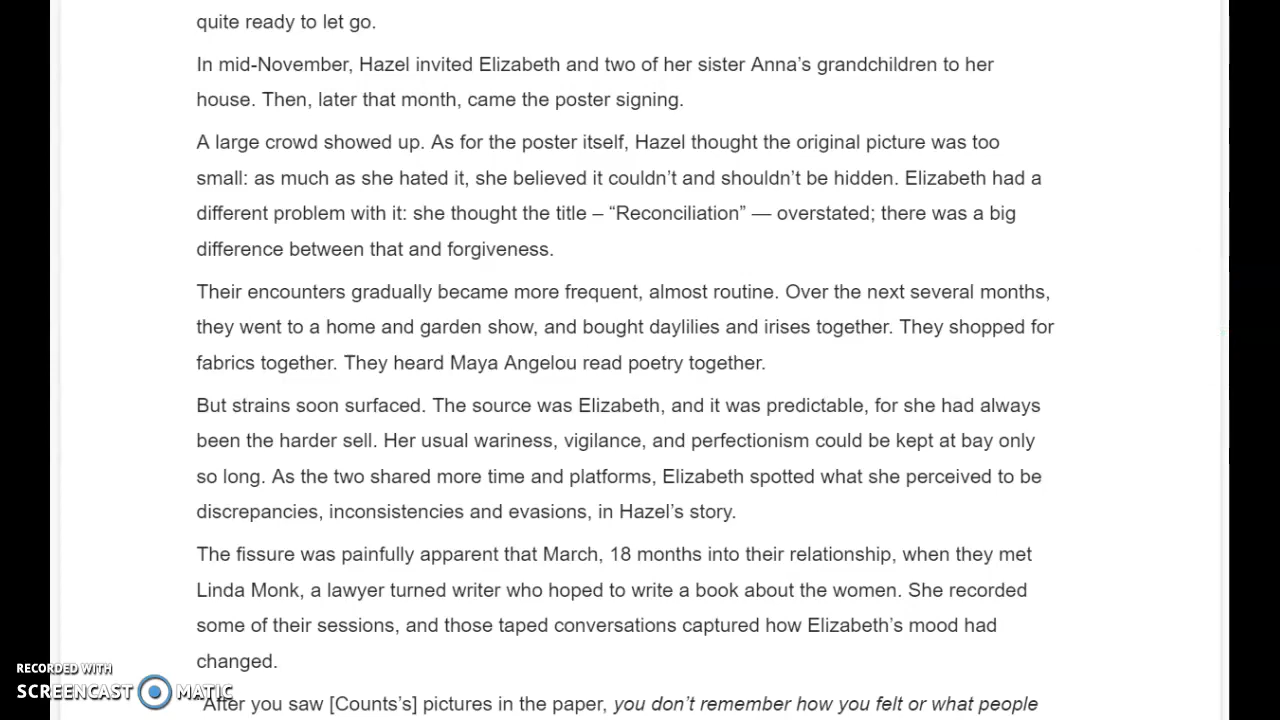 quite ready to let go.
In mid-November, Hazel invited Elizabeth and two of her sister Anna’s grandchildren to her
house. Then, later that month, came the poster signing.
A large crowd showed up. As for the poster itself, Hazel thought the original picture was too
small: as much as she hated it, she believed it couldn’t and shouldn’t be hidden. Elizabeth had a
different problem with it: she thought the title – “Reconciliation” — overstated; there was a big
difference between that and forgiveness.
Their encounters gradually became more frequent, almost routine. Over the next several months,
they went to a home and garden show, and bought daylilies and irises together. They shopped for
fabrics together. They heard Maya Angelou read poetry together.
But strains soon surfaced. The source was Elizabeth, and it was predictable, for she had always
been the harder sell. Her usual wariness, vigilance, and perfectionism could be kept at bay only
so long. As the two shared more time and platforms, Elizabeth spotted what she perceived to be
discrepancies, inconsistencies and evasions, in Hazel’s story.
The fissure was painfully apparent that March, 18 months into their relationship, when they met
Linda Monk, a lawyer turned writer who hoped to write a book about the women. She recorded
some of their sessions, and those taped conversations captured how Elizabeth’s mood had
changed.
After you saw [Counts’s] pictures in the paper, you don’t remember how you felt or what people
RECORDED WITH
SCREENCAST MATIC